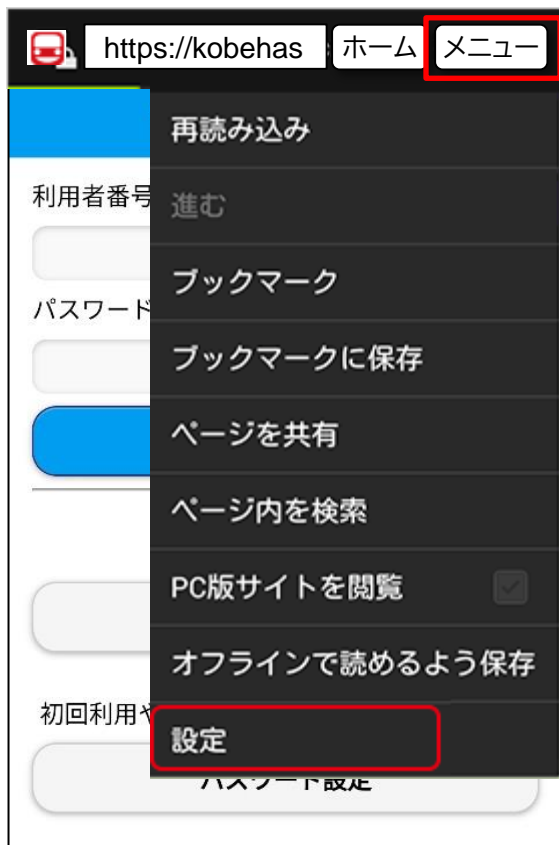 https://kobehas
ホーム
メニュー
再読み込み
利用者番号
進む
ブックマーク
パスワード
ブックマークに保存
ページを共有
ページ内を検索
PC版サイトを閲覧
オフラインで読めるよう保存
初回利用や
設定
パスワード設定